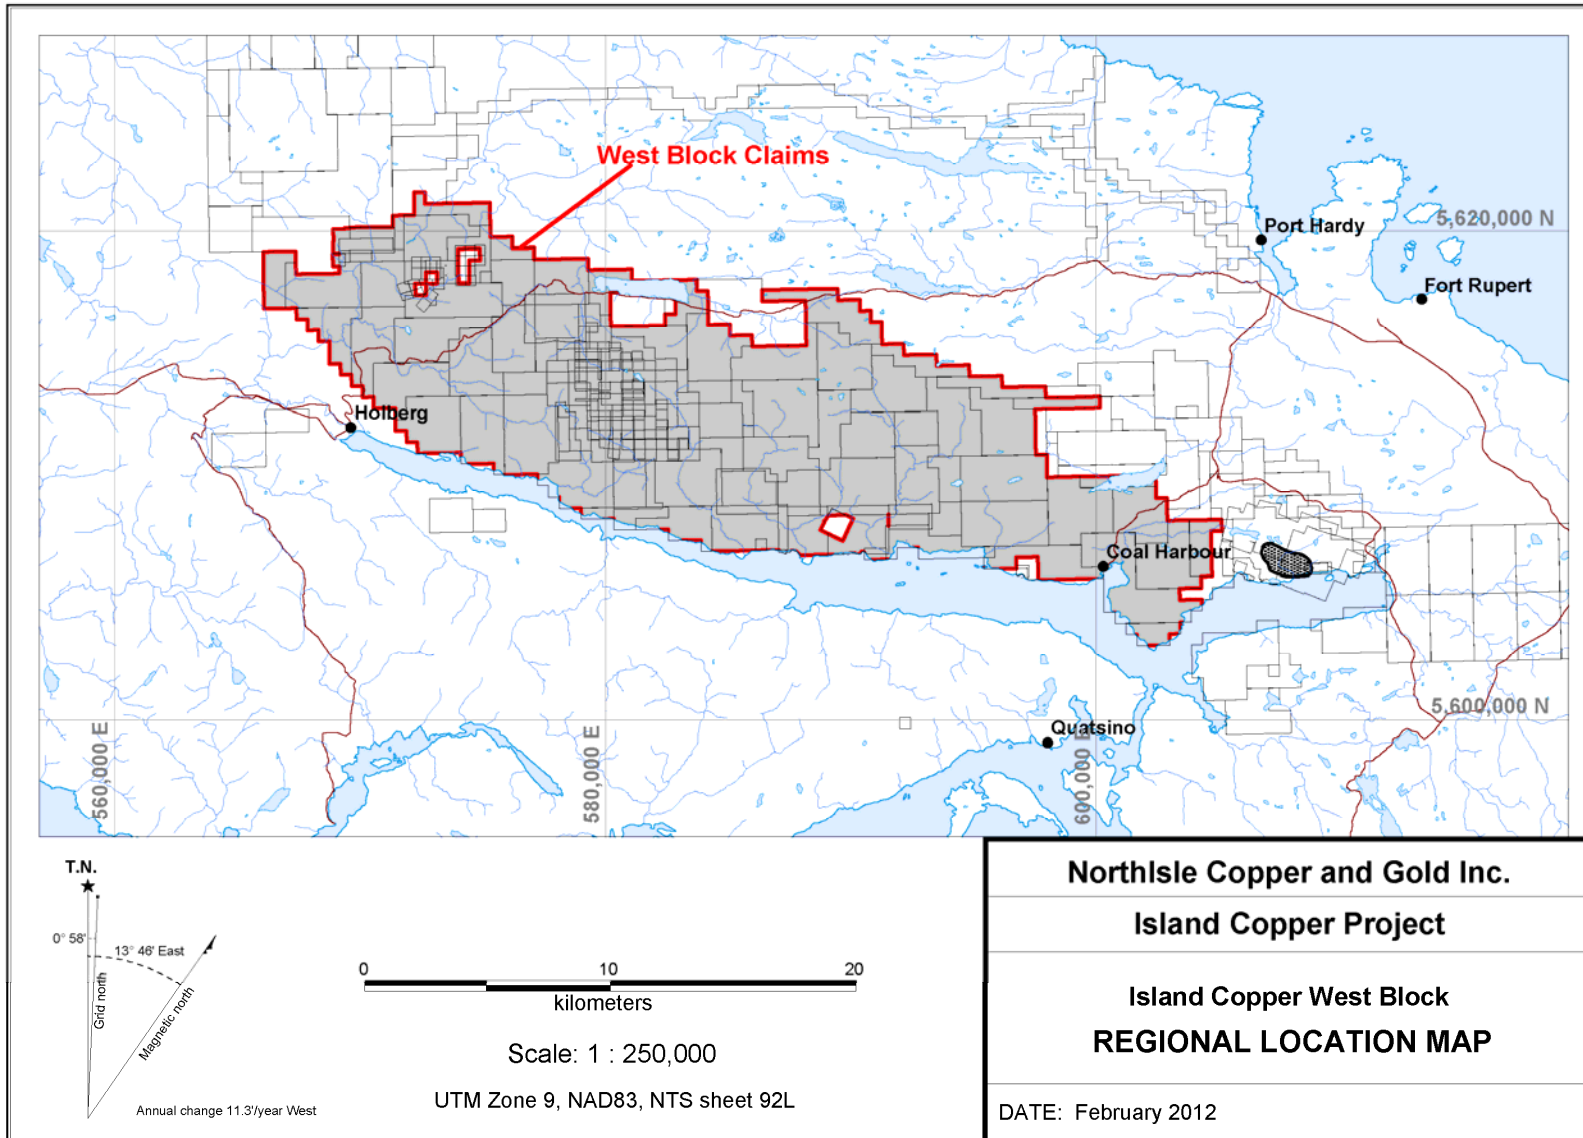 West Block Claims
Port Hardy
5,620,000 N
Fort Rupert
Holberg
Coal Harbour
5,600,000 N
Quatsino
560,000 E
580,000 E
600,000 E
T.N.
0° 58'
13° 46' East
Grid north
Magnetic north
Annual change 11.3'/year West
0 10 20
kilometers
Scale: 1 : 250,000
UTM Zone 9, NAD83, NTS sheet 92L
NorthIsle Copper and Gold Inc.
Island Copper Project
Island Copper West Block
REGIONAL LOCATION MAP
DATE: February 2012